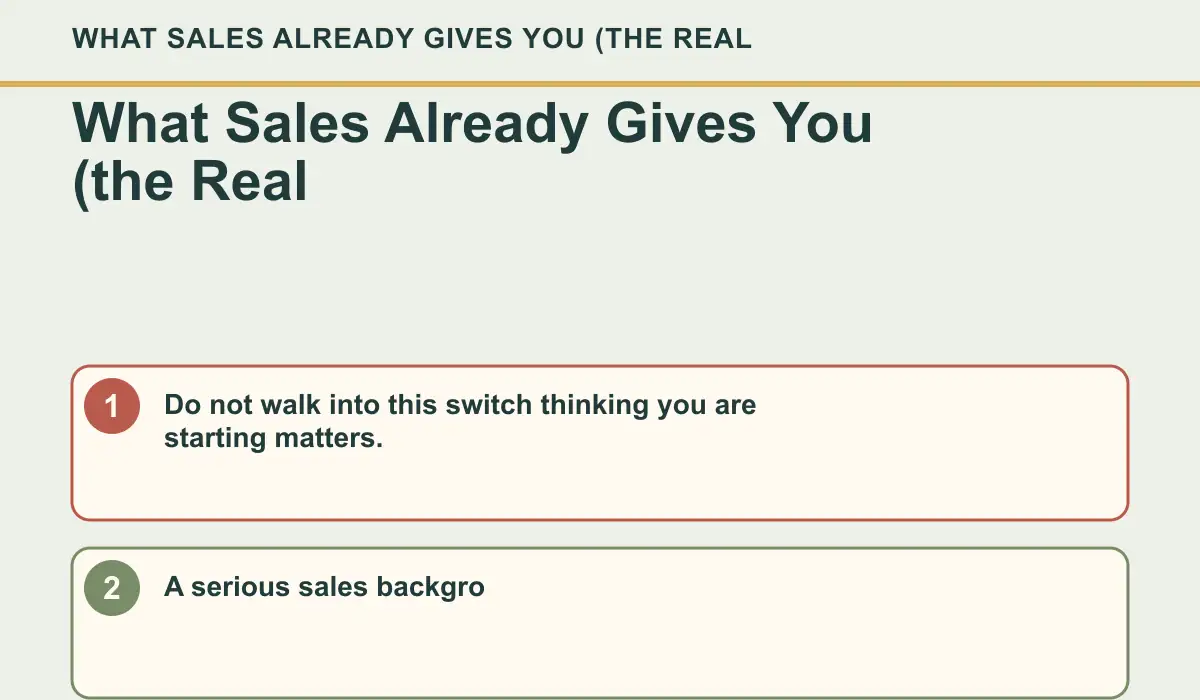 WHAT SALES ALREADY GIVES YOU (THE REAL
What Sales Already Gives You
(the Real
1
Do not walk into this switch thinking you are
starting matters.
2
A serious sales backgro